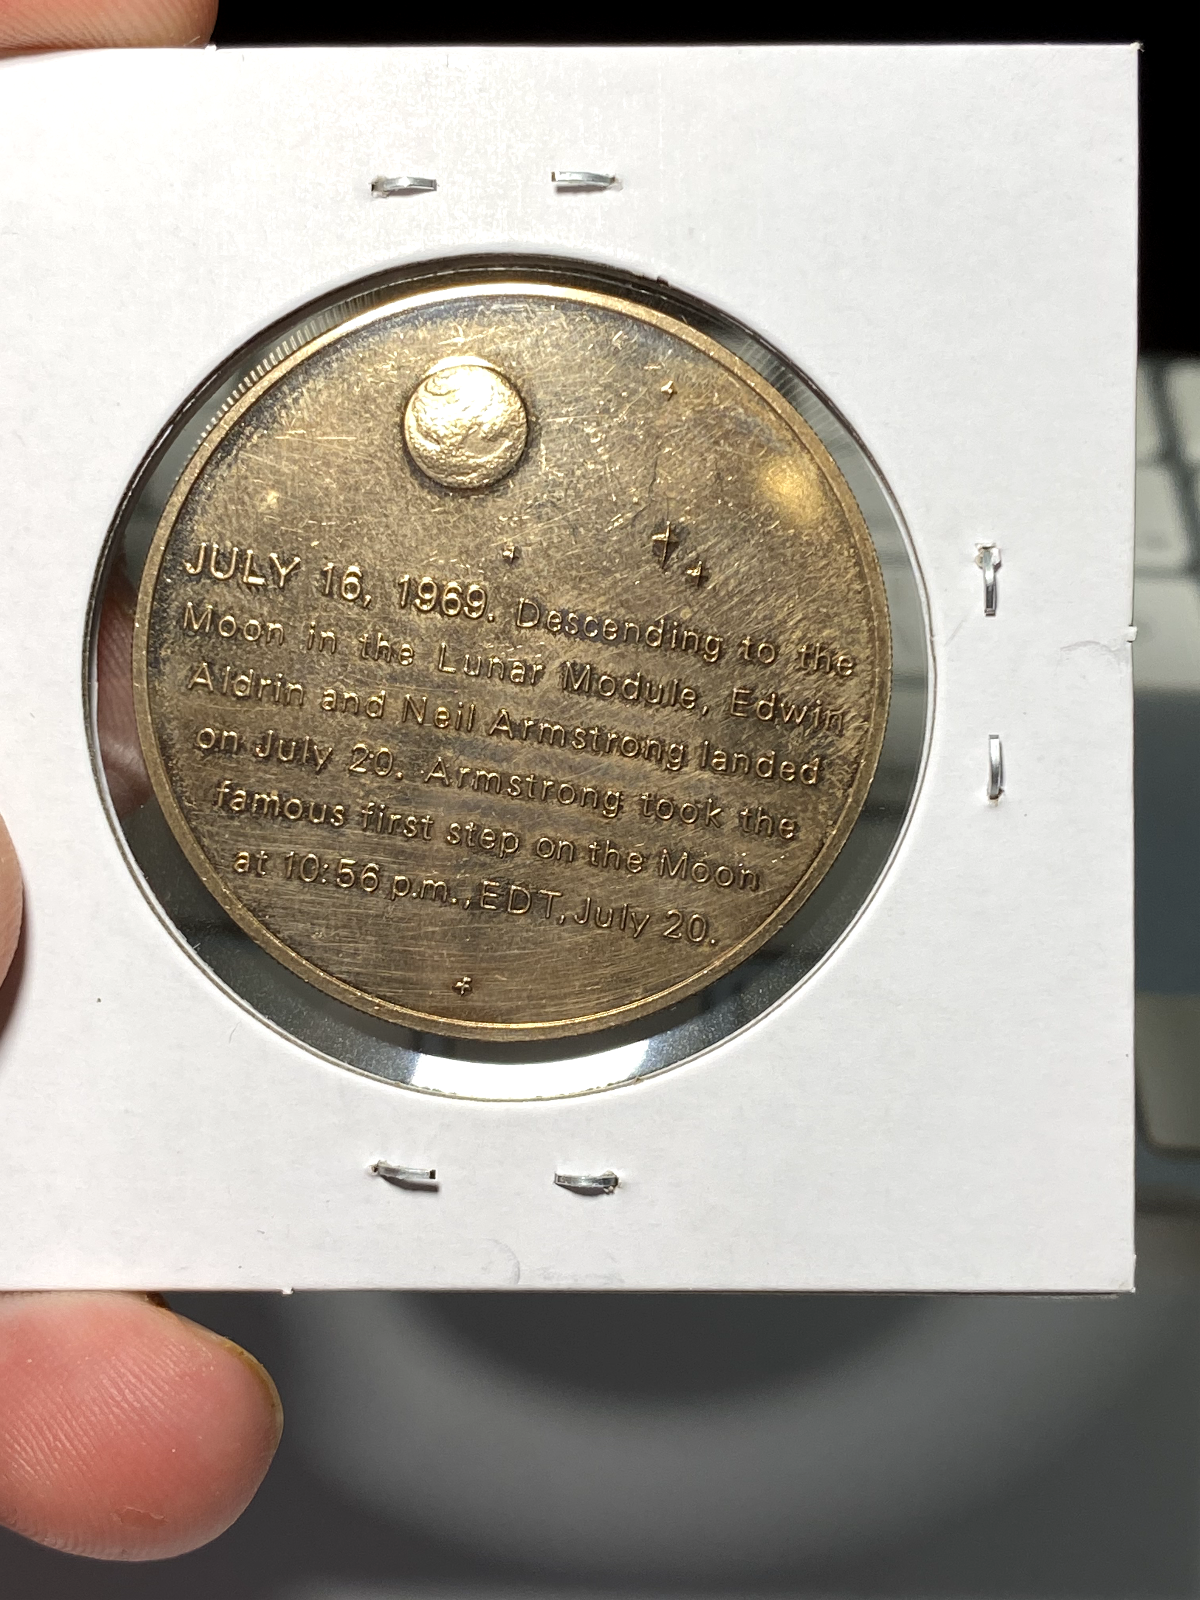 JULY 16, 1969. Descending to the
Moon in the Lunar Module, Edwin
Aldrin and Neil Armstrong landed
on July 20. Armstrong took the
famous first step on the Moon
at 10:56 p.m., EDT, July 20.